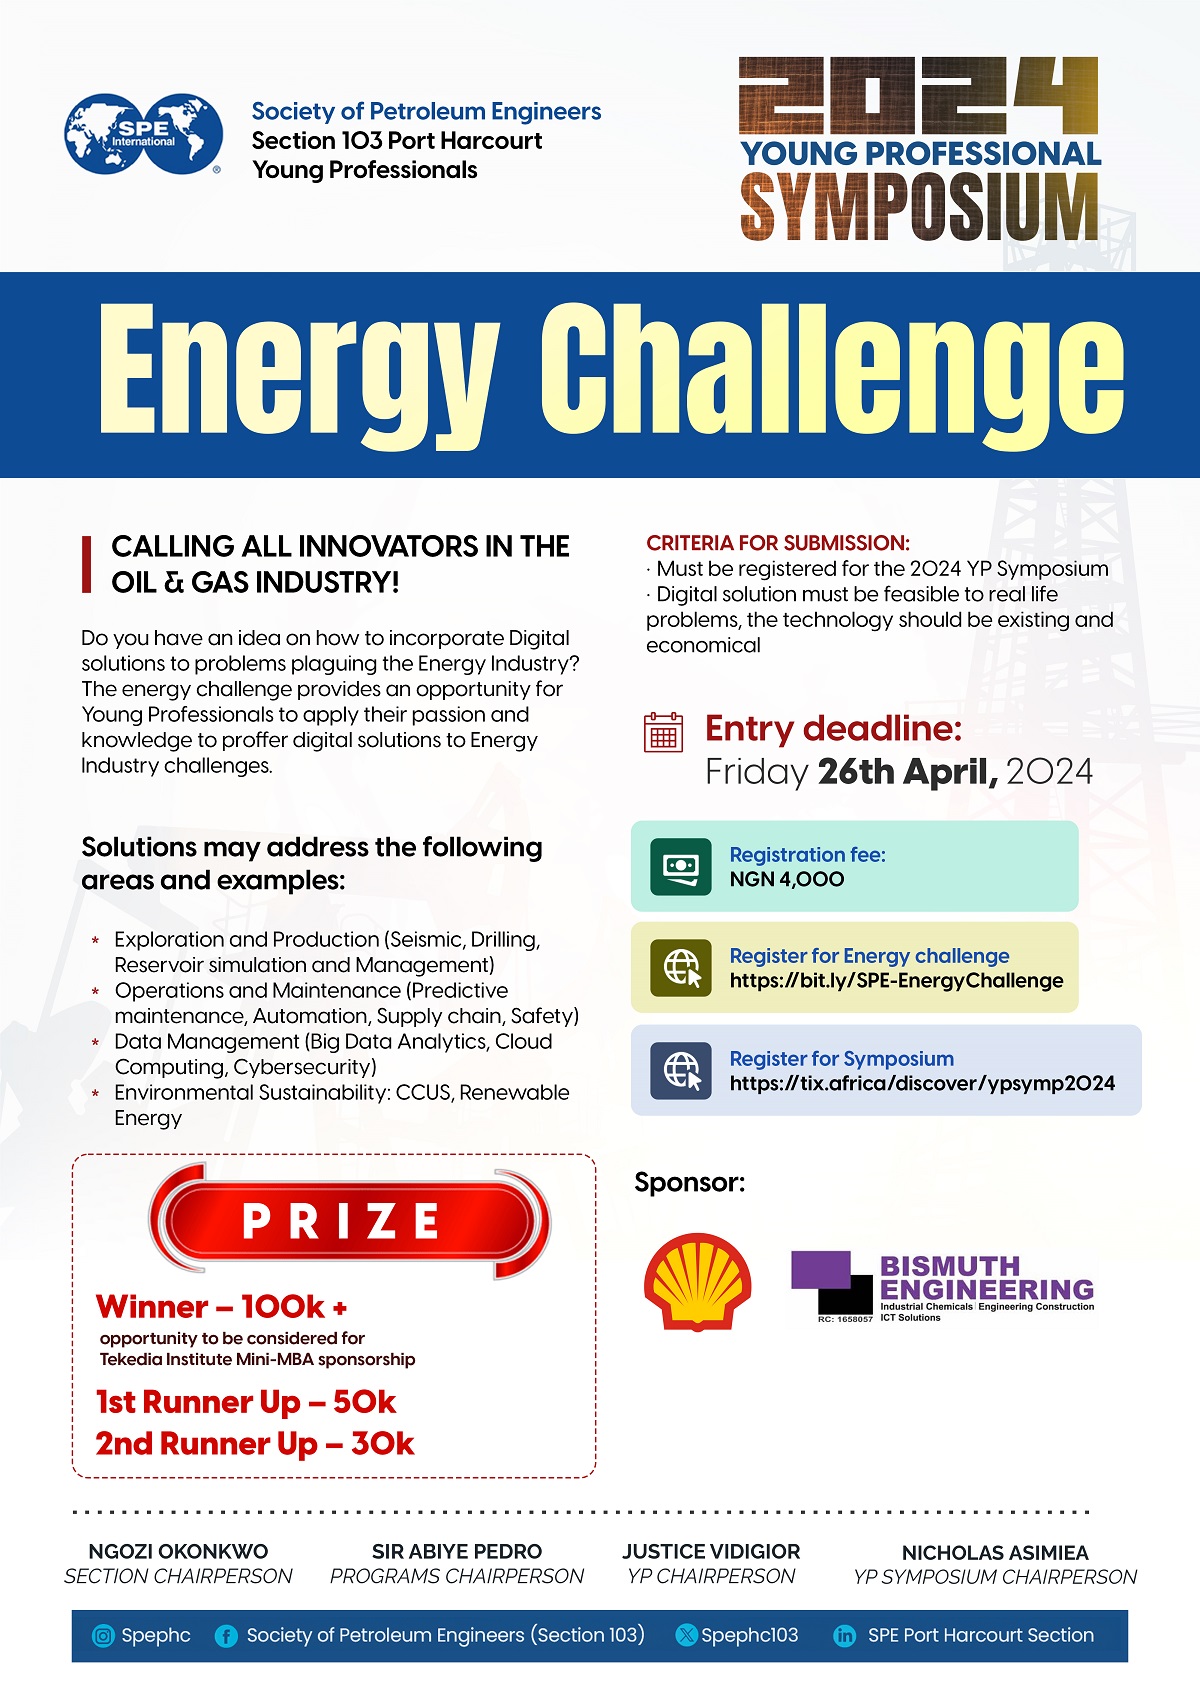 SPE
International
®
Society of Petroleum Engineers
Section 103 Port Harcourt
Young Professionals
2024
YOUNG PROFESSIONAL
SYMPOSIUM
Energy Challenge
CALLING ALL INNOVATORS IN THE
OIL & GAS INDUSTRY!
Do you have an idea on how to incorporate Digital
solutions to problems plaguing the Energy Industry?
The energy challenge provides an opportunity for
Young Professionals to apply their passion and
knowledge to proffer digital solutions to Energy
Industry challenges.
Solutions may address the following
areas and examples:
* Exploration and Production (Seismic, Drilling,
Reservoir simulation and Management)
* Operations and Maintenance (Predictive
maintenance, Automation, Supply chain, Safety)
* Data Management (Big Data Analytics, Cloud
Computing, Cybersecurity)
* Environmental Sustainability: CCUS, Renewable
Energy
PRIZE
Winner – 100k +
opportunity to be considered for
Tekedia Institute Mini-MBA sponsorship
1st Runner Up – 50k
2nd Runner Up – 30k
CRITERIA FOR SUBMISSION:
· Must be registered for the 2024 YP Symposium
· Digital solution must be feasible to real life
problems, the technology should be existing and
economical
Entry deadline:
Friday 26th April, 2024
Registration fee:
NGN 4,000
Register for Energy challenge
https://bit.ly/SPE-EnergyChallenge
Register for Symposium
https://tix.africa/discover/ypsymp2024
Sponsor:
BISMUTH
ENGINEERING
Industrial Chemicals | Engineering Construction
RC: 1658057 ICT Solutions
NGOZI OKONKWO
SECTION CHAIRPERSON
SIR ABIYE PEDRO
PROGRAMS CHAIRPERSON
JUSTICE VIDIGIOR
YP CHAIRPERSON
NICHOLAS ASIMIEA
YP SYMPOSIUM CHAIRPERSON
Spephc
Society of Petroleum Engineers (Section 103)
Spephc103
SPE Port Harcourt Section